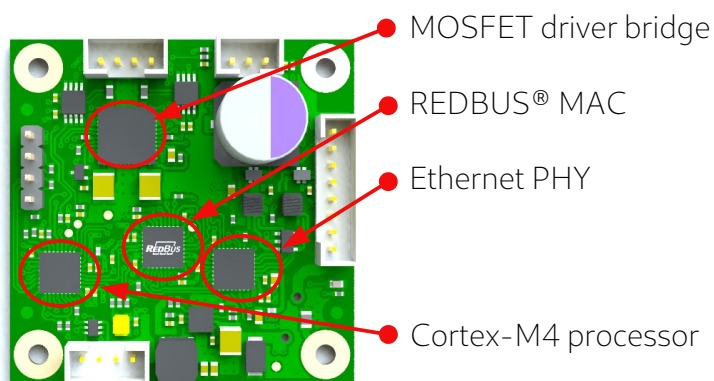 MOSFET driver bridge
REDBUS® MAC
Ethernet PHY
REDBUS
Cortex-M4 processor